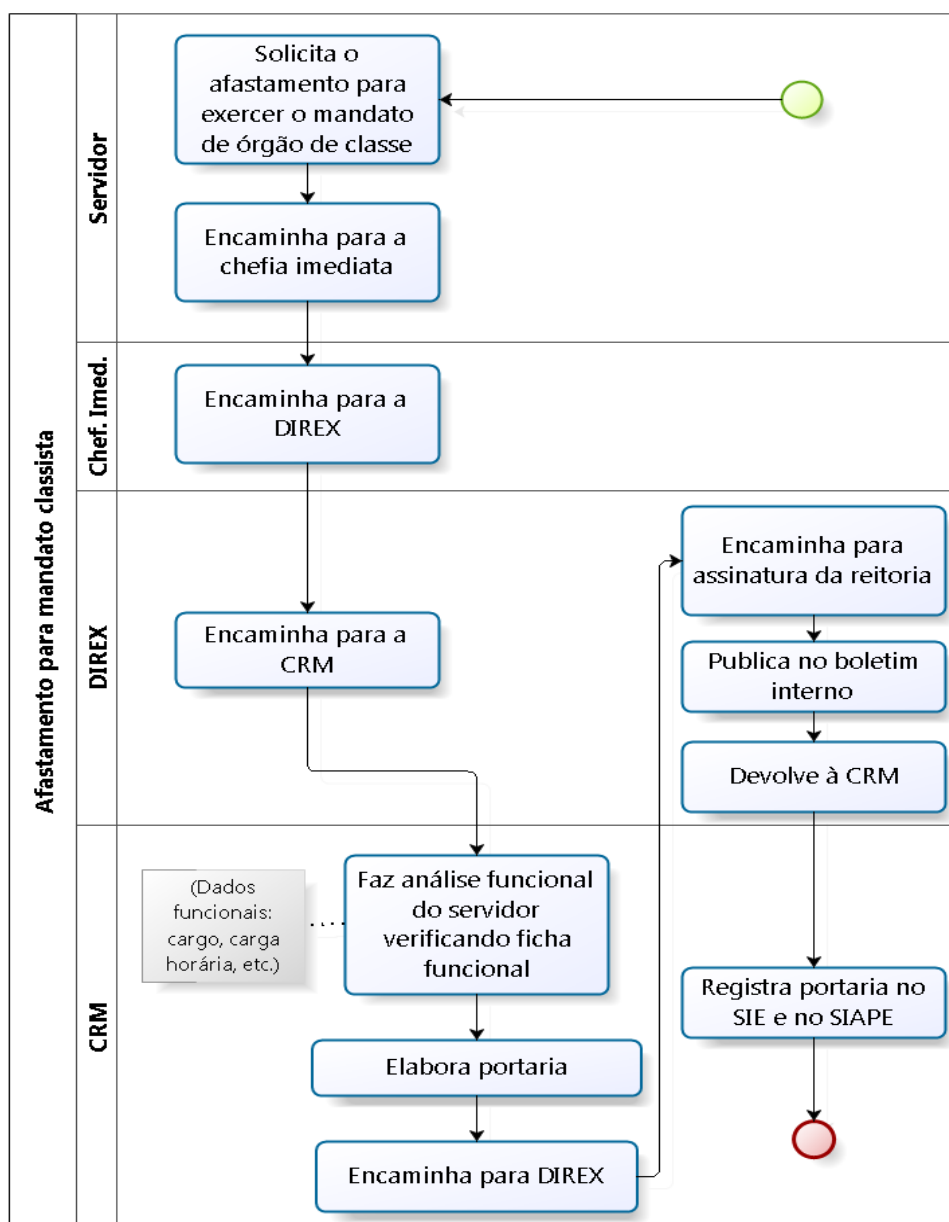 Afastamento para mandato classista
Servidor
Solicita o
afastamento para
exercer o mandato
de órgão de classe
Encaminha para a
chefia imediata
Chef. Imed.
Encaminha para a
DIREX
DIREX
Encaminha para a
CRM
Encaminha para
assinatura da reitoria
Publica no boletim
interno
Devolve à CRM
CRM
(Dados
funcionais:
cargo, carga
horária, etc.)
Faz análise funcional
do servidor
verificando ficha
funcional
Elabora portaria
Encaminha para DIREX
Registra portaria no
SIE e no SIAPE